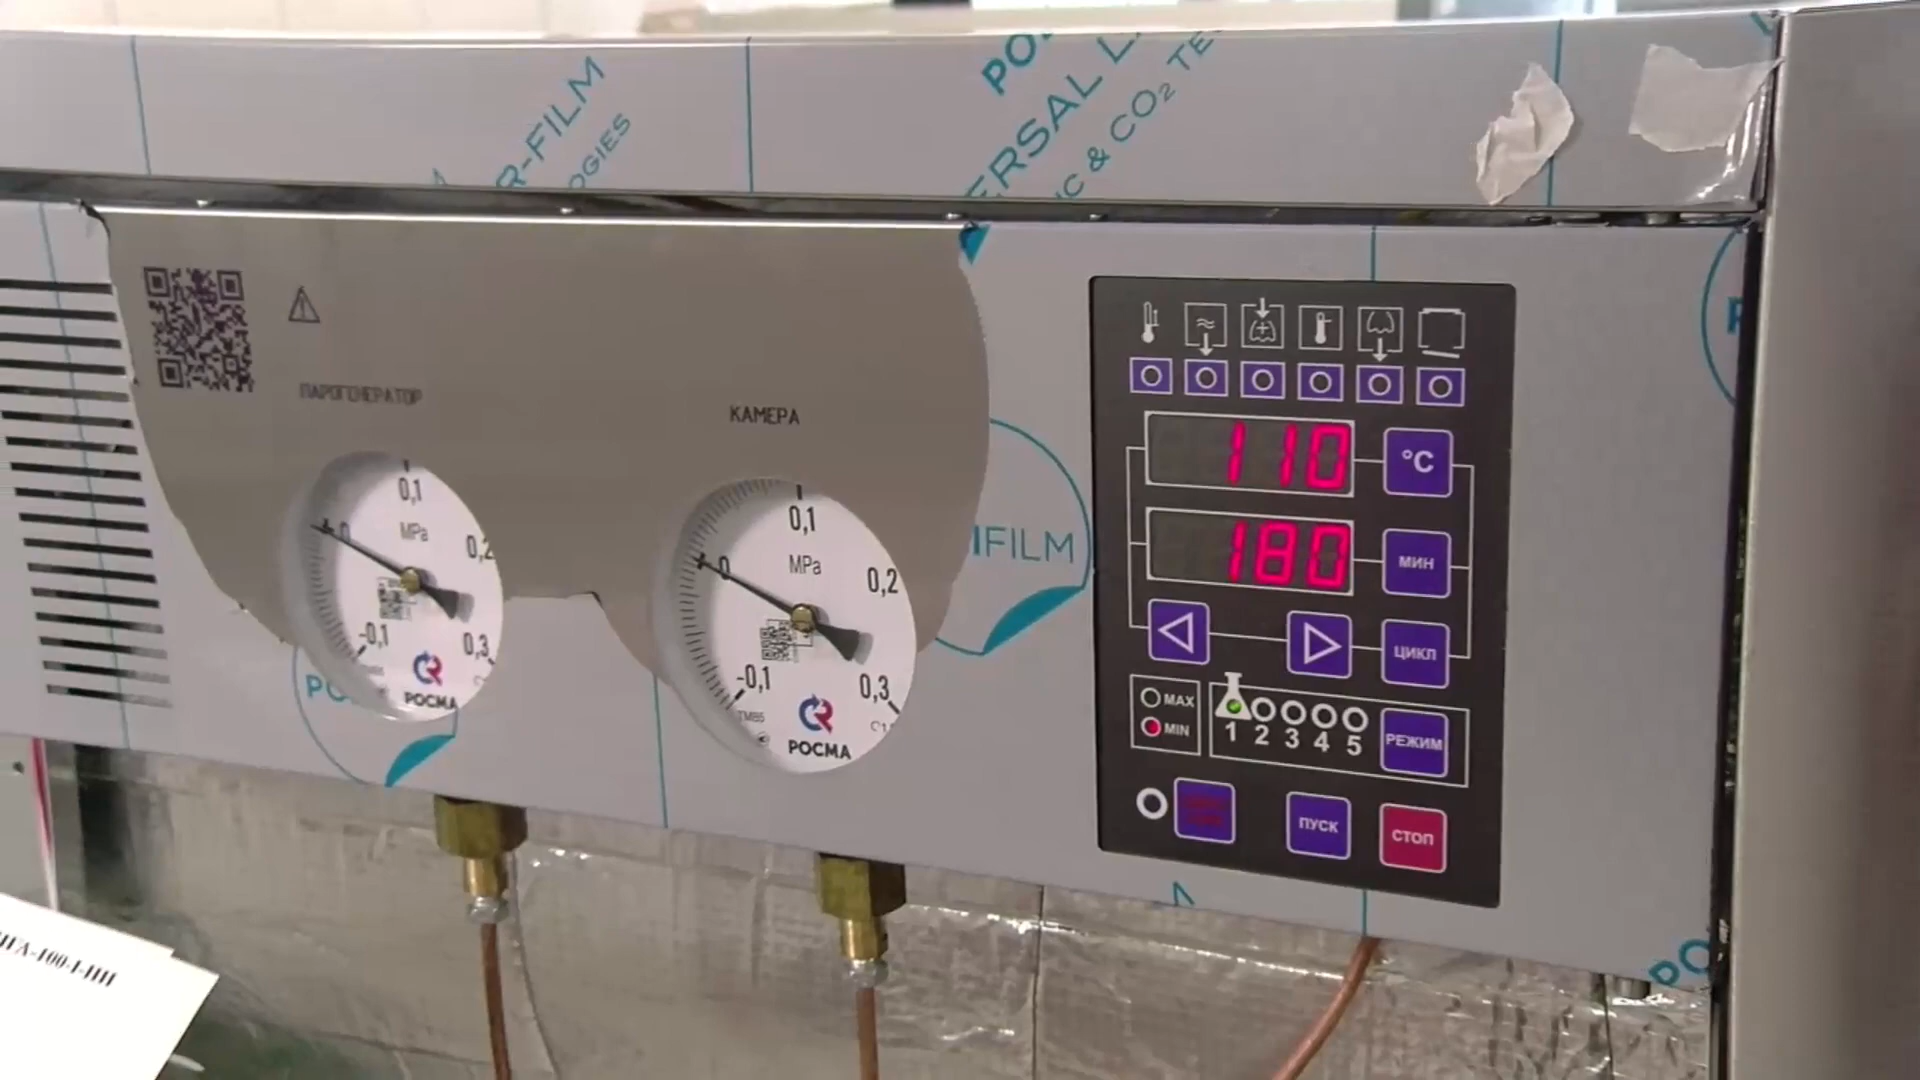 R-FILM
OGIES
ERSAL L
& CO₂ TE
ПАРОГЕНЕРАТОР
КАМЕРА
0,1
MPa
0
0,2
-0,1
0,3
РОСМА
0,1
MPa
0
0,2
-0,1
0,3
РОСМА
FILM
110
°C
180
МИН
ЦИКЛ
MAX
MIN
1 2 3 4 5
РЕЖИМ
ПУСК
СТОП